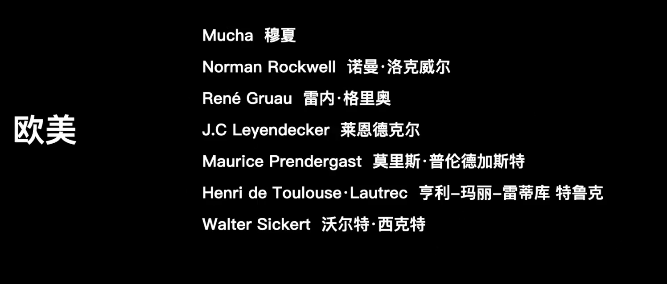 欧美
Mucha 穆夏
Norman Rockwell 诺曼·洛克威尔
René Gruau 雷内·格里奥
J.C Leyendecker 莱恩德克尔
Maurice Prendergast 莫里斯·普伦德加斯特
Henri de Toulouse·Lautrec 亨利–玛丽–雷蒂库 特鲁克
Walter Sickert 沃尔特·西克特